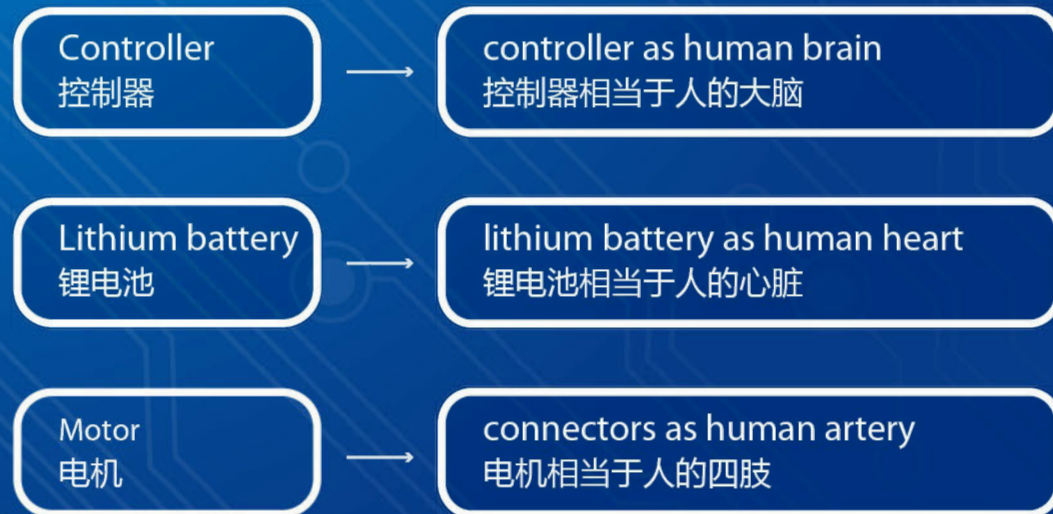 Controller
控制器
controller as human brain
控制器相当于人的大脑
Lithium battery
锂电池
lithium battery as human heart
锂电池相当于人的心脏
Motor
电机
connectors as human artery
电机相当于人的四肢